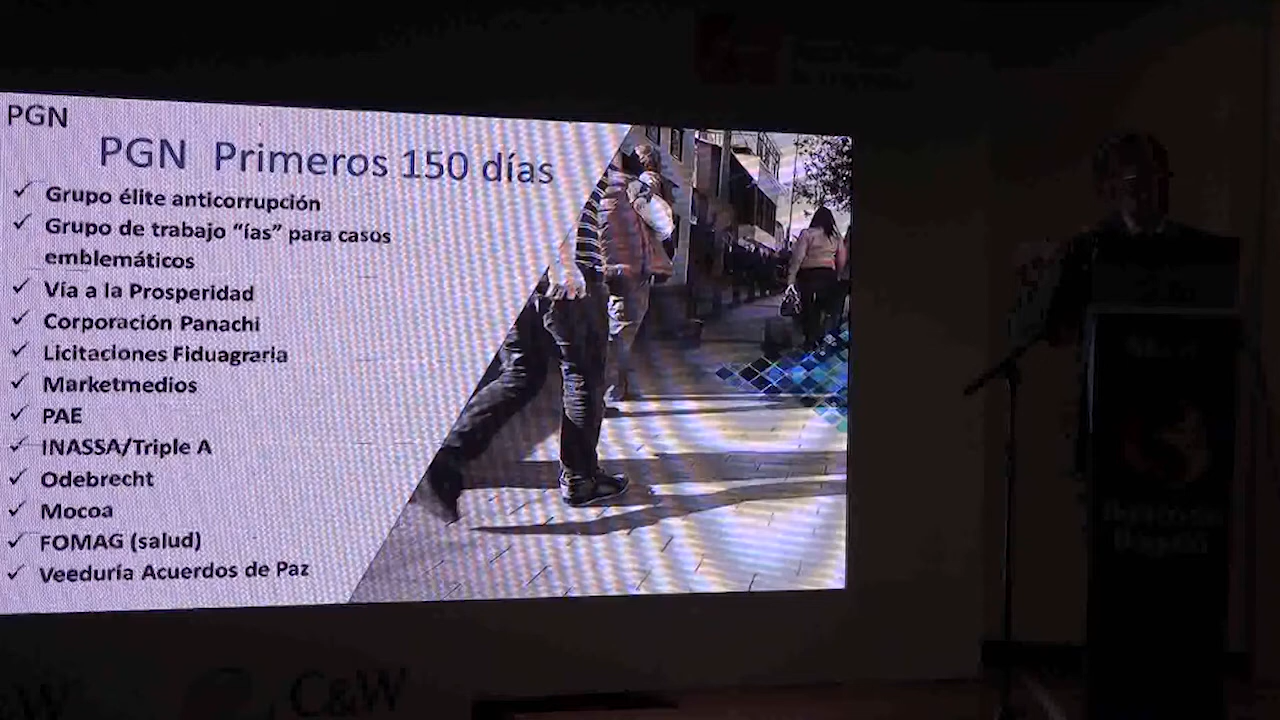 PGN
PGN Primeros 150 días
Grupo élite anticorrupción
Grupo de trabajo “ías” para casos
emblemáticos
Vía a la Prosperidad
Corporación Panachi
Licitaciones Fiduagraria
Marketmedios
PAE
INASSA/Triple A
Odebrecht
Mocoa
FOMAG (salud)
Veeduría Acuerdos de Paz
C&W